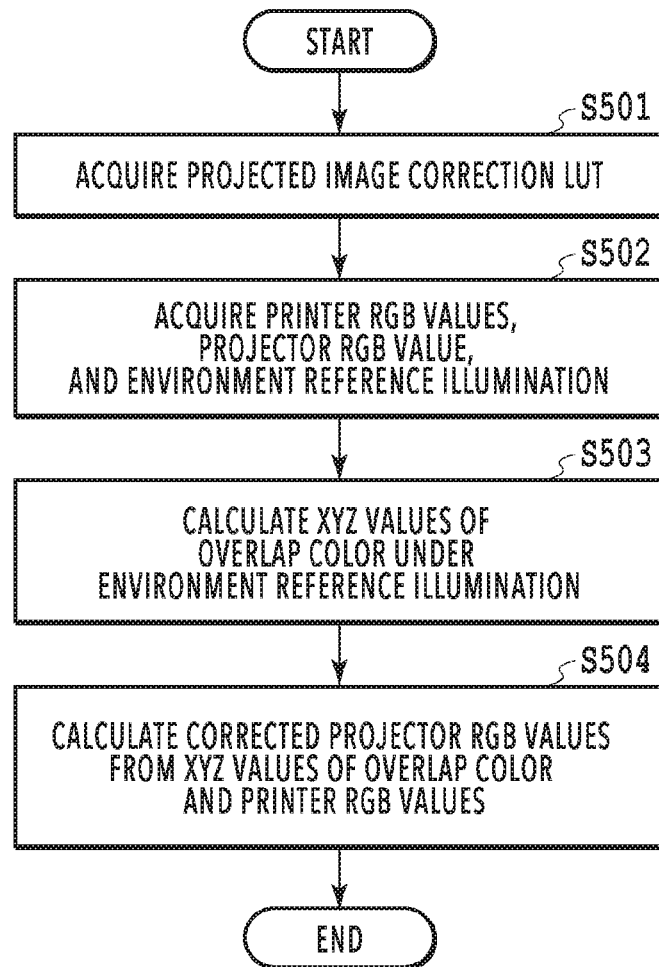 START
S501
ACQUIRE PROJECTED IMAGE CORRECTION LUT
S502
ACQUIRE PRINTER RGB VALUES,
PROJECTOR RGB VALUE,
AND ENVIRONMENT REFERENCE ILLUMINATION
S503
CALCULATE XYZ VALUES OF
OVERLAP COLOR UNDER
ENVIRONMENT REFERENCE ILLUMINATION
S504
CALCULATE CORRECTED PROJECTOR RGB VALUES
FROM XYZ VALUES OF OVERLAP COLOR
AND PRINTER RGB VALUES
END